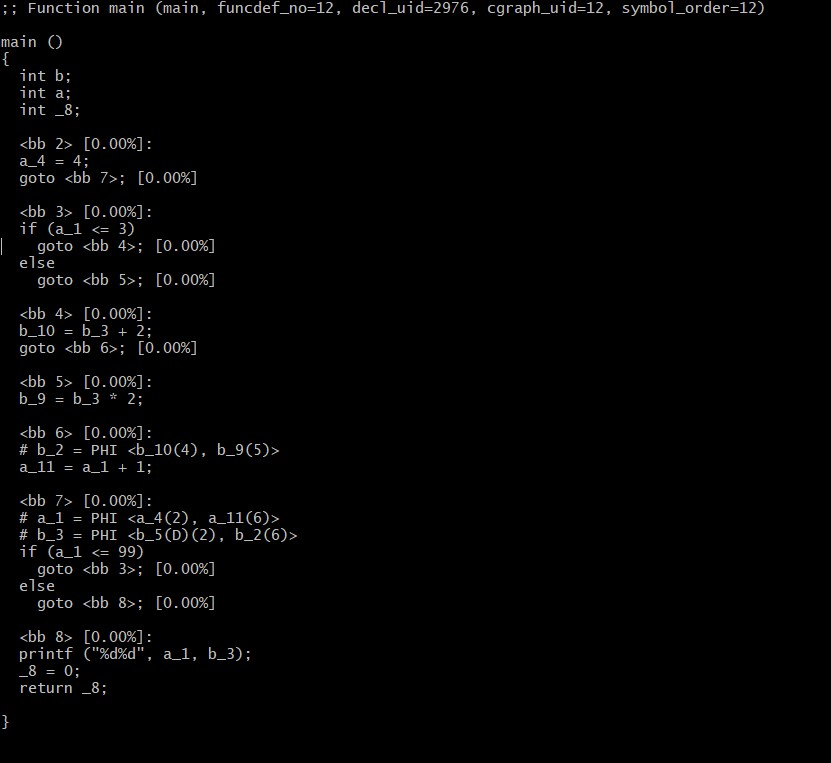 ;; Function main (main, funcdef_no=12, decl_uid=2976, cgraph_uid=12, symbol_order=12)
main ()
{
int b;
int a;
int _8;
<bb 2> [0.00%]:
a_4 = 4;
goto <bb 7>; [0.00%]
<bb 3> [0.00%]:
if (a_1 <= 3)
goto <bb 4>; [0.00%]
else
goto <bb 5>; [0.00%]
<bb 4> [0.00%]:
b_10 = b_3 + 2;
goto <bb 6>; [0.00%]
<bb 5> [0.00%]:
b_9 = b_3 * 2;
<bb 6> [0.00%]:
# b_2 = PHI <b_10(4), b_9(5)>
a_11 = a_1 + 1;
<bb 7> [0.00%]:
# a_1 = PHI <a_4(2), a_11(6)>
# b_3 = PHI <b_5(D)(2), b_2(6)>
if (a_1 <= 99)
goto <bb 3>; [0.00%]
else
goto <bb 8>; [0.00%]
<bb 8> [0.00%]:
printf ("%d%d", a_1, b_3);
_8 = 0;
return _8;
}